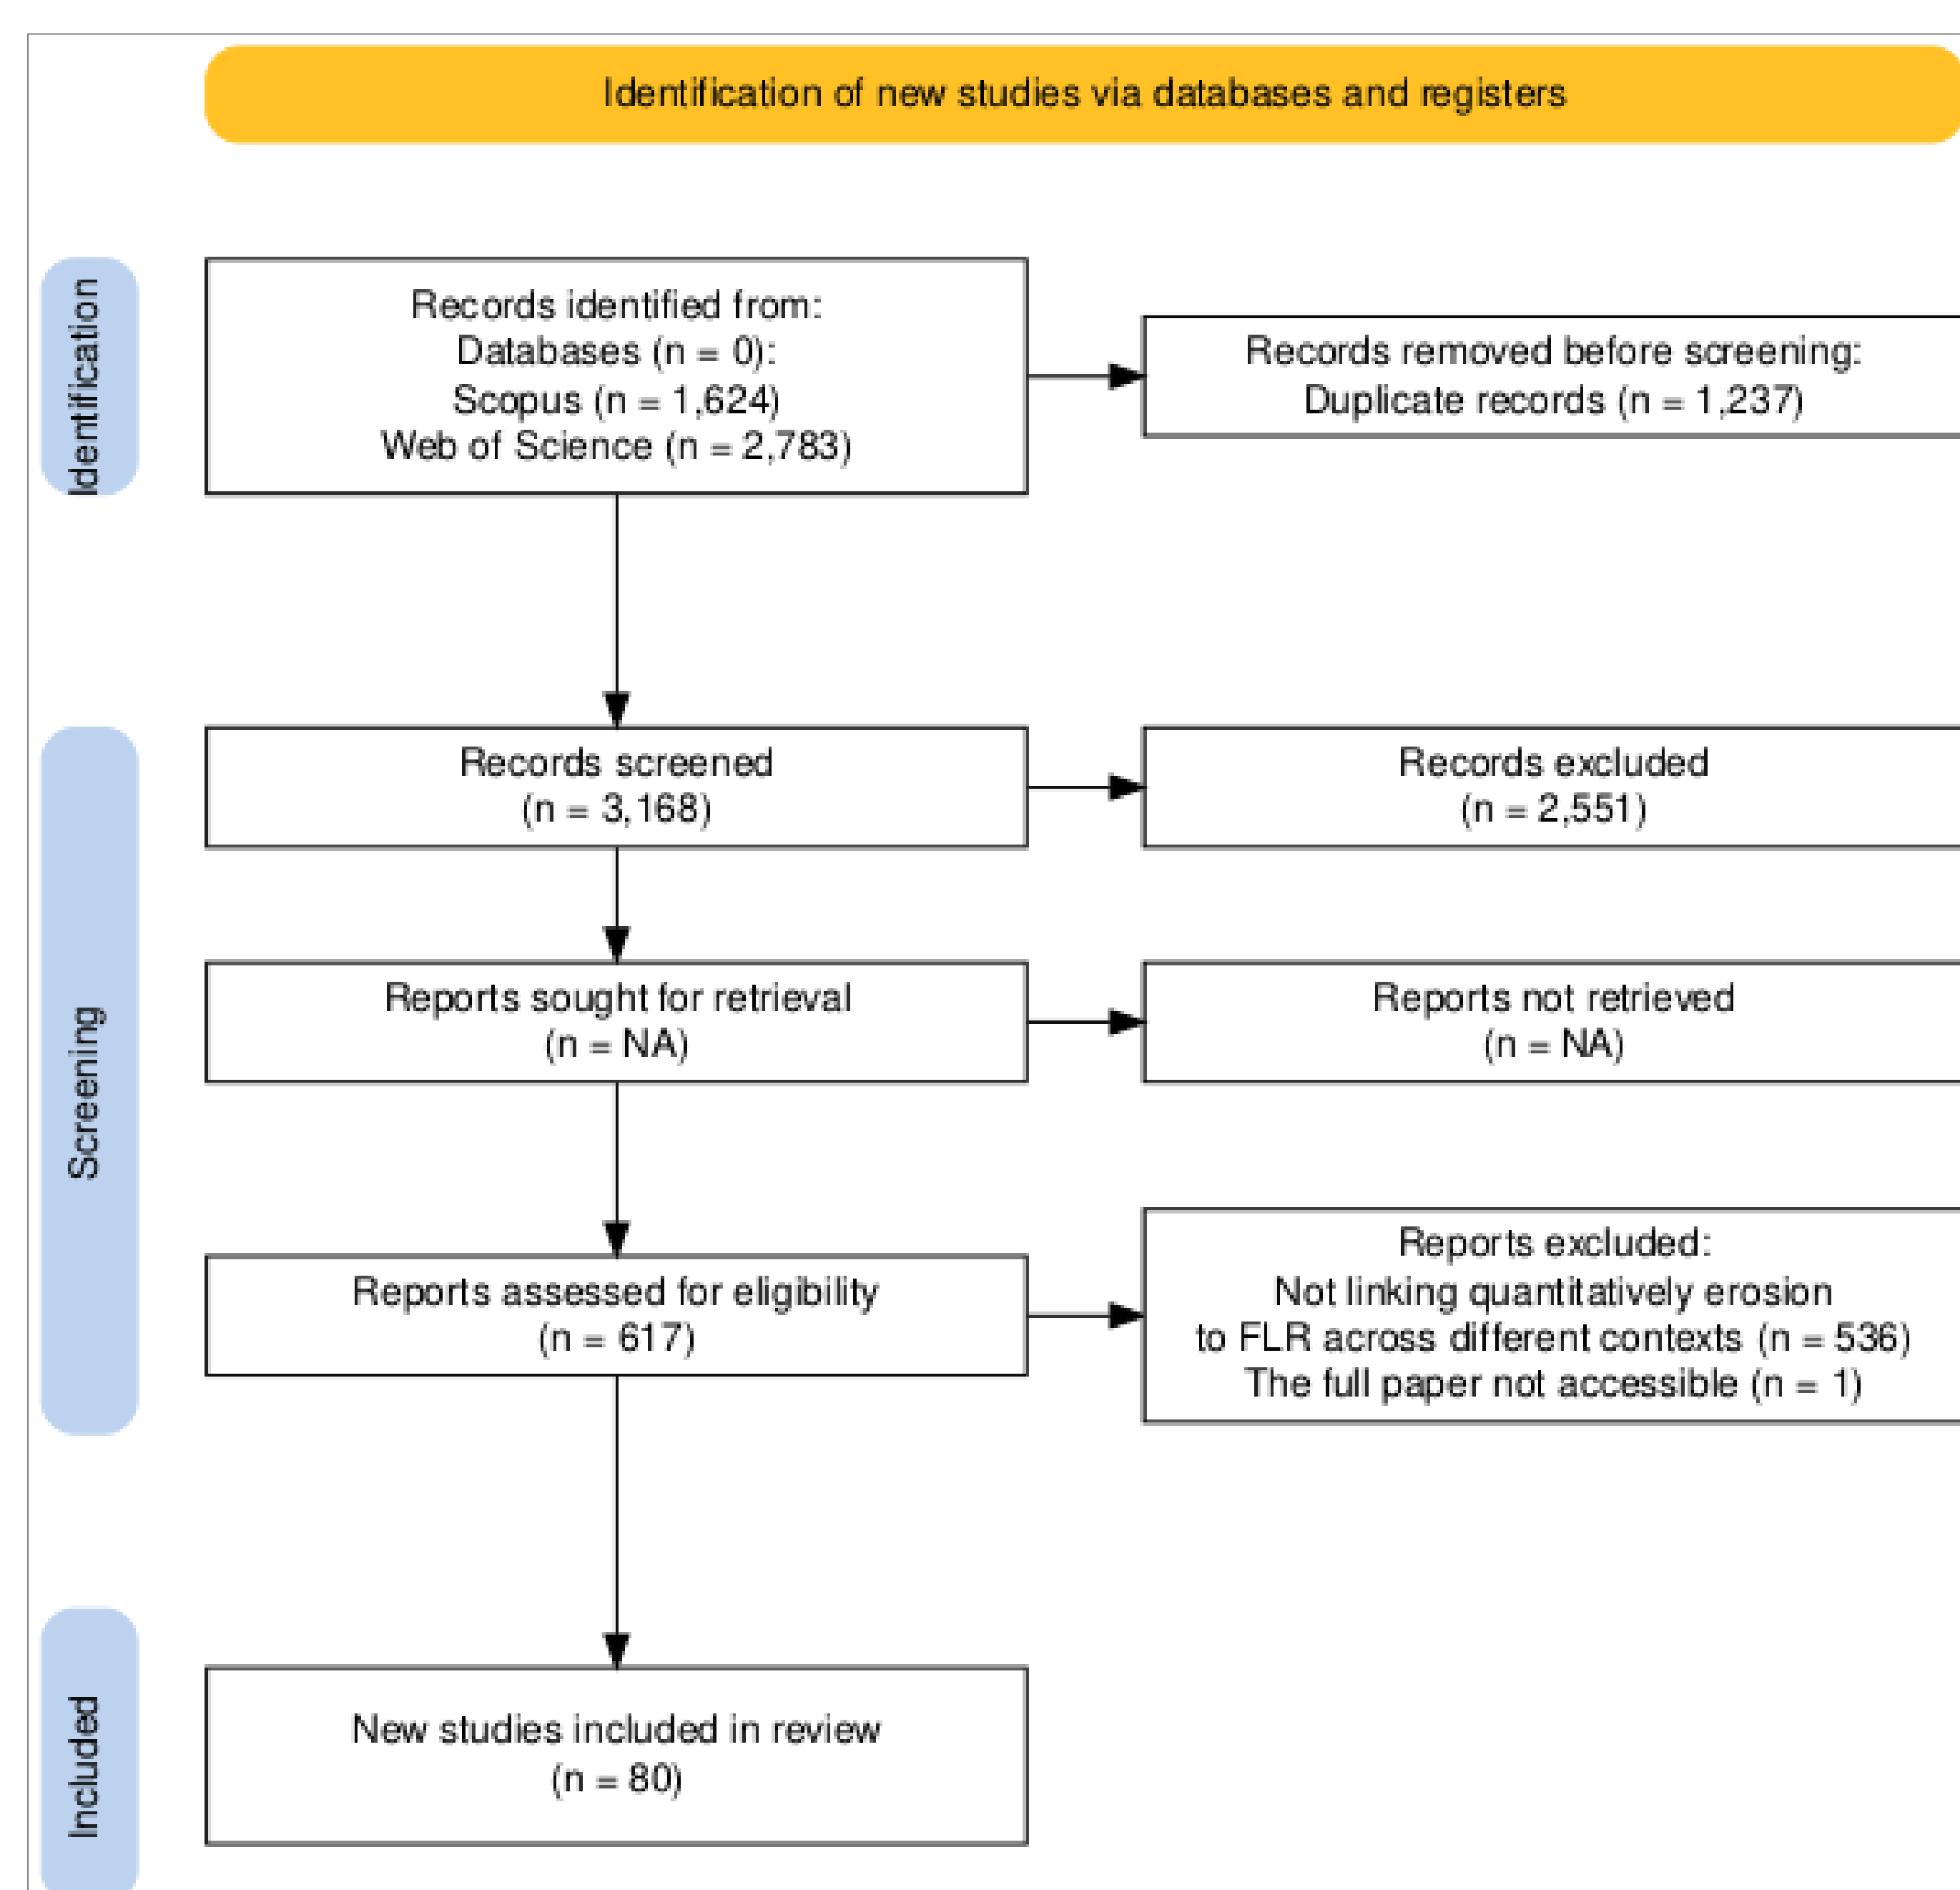 Identification of new studies via databases and registers
Identification
Records identified from:
Databases (n = 0):
Scopus (n = 1,624)
Web of Science (n = 2,783)
Records removed before screening:
Duplicate records (n = 1,237)
Screening
Records screened
(n = 3,168)
Records excluded
(n = 2,551)
Reports sought for retrieval
(n = NA)
Reports not retrieved
(n = NA)
Reports assessed for eligibility
(n = 617)
Reports excluded:
Not linking quantitatively erosion
to FLR across different contexts (n = 536)
The full paper not accessible (n = 1)
Included
New studies included in review
(n = 80)